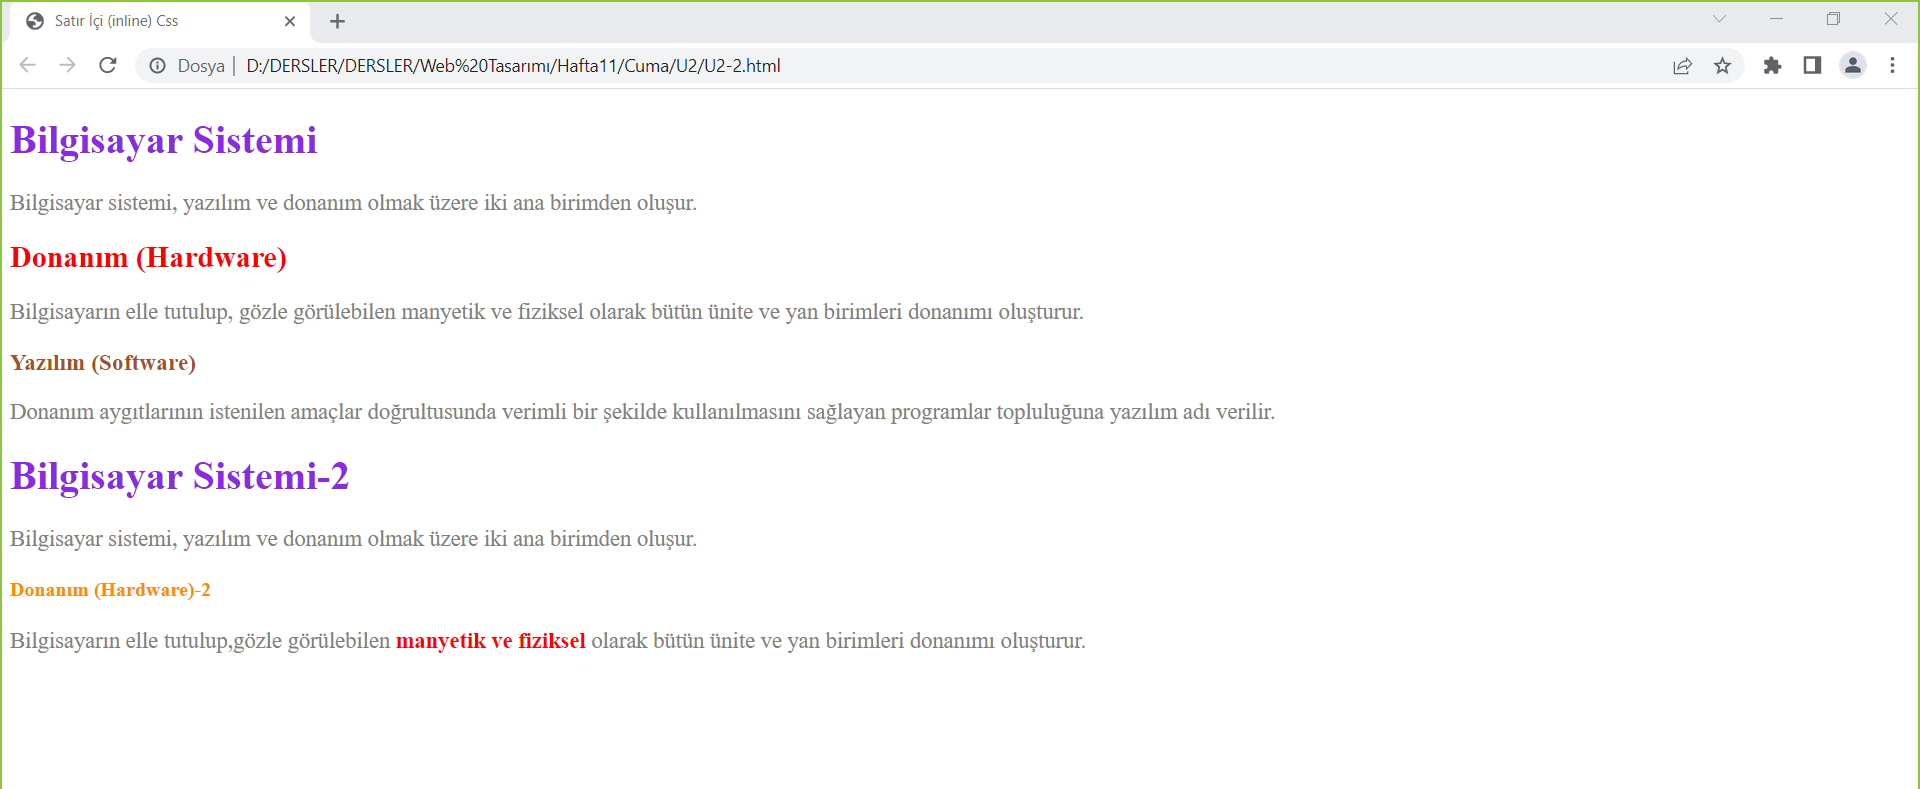 Satır İçi (inline) Css
Dosya | D:/DERSLER/DERSLER/Web%20Tasarımı/Hafta11/Cuma/U2/U2-2.html
Bilgisayar Sistemi
Bilgisayar sistemi, yazılım ve donanım olmak üzere iki ana birimden oluşur.
Donanım (Hardware)
Bilgisayarın elle tutulup, gözle görülebilen manyetik ve fiziksel olarak bütün ünite ve yan birimleri donanımı oluşturur.
Yazılım (Software)
Donanım aygıtlarının istenilen amaçlar doğrultusunda verimli bir şekilde kullanılmasını sağlayan programlar topluluğuna yazılım adı verilir.
Bilgisayar Sistemi-2
Bilgisayar sistemi, yazılım ve donanım olmak üzere iki ana birimden oluşur.
Donanım (Hardware)-2
Bilgisayarın elle tutulup,gözle görülebilen manyetik ve fiziksel olarak bütün ünite ve yan birimleri donanımı oluşturur.